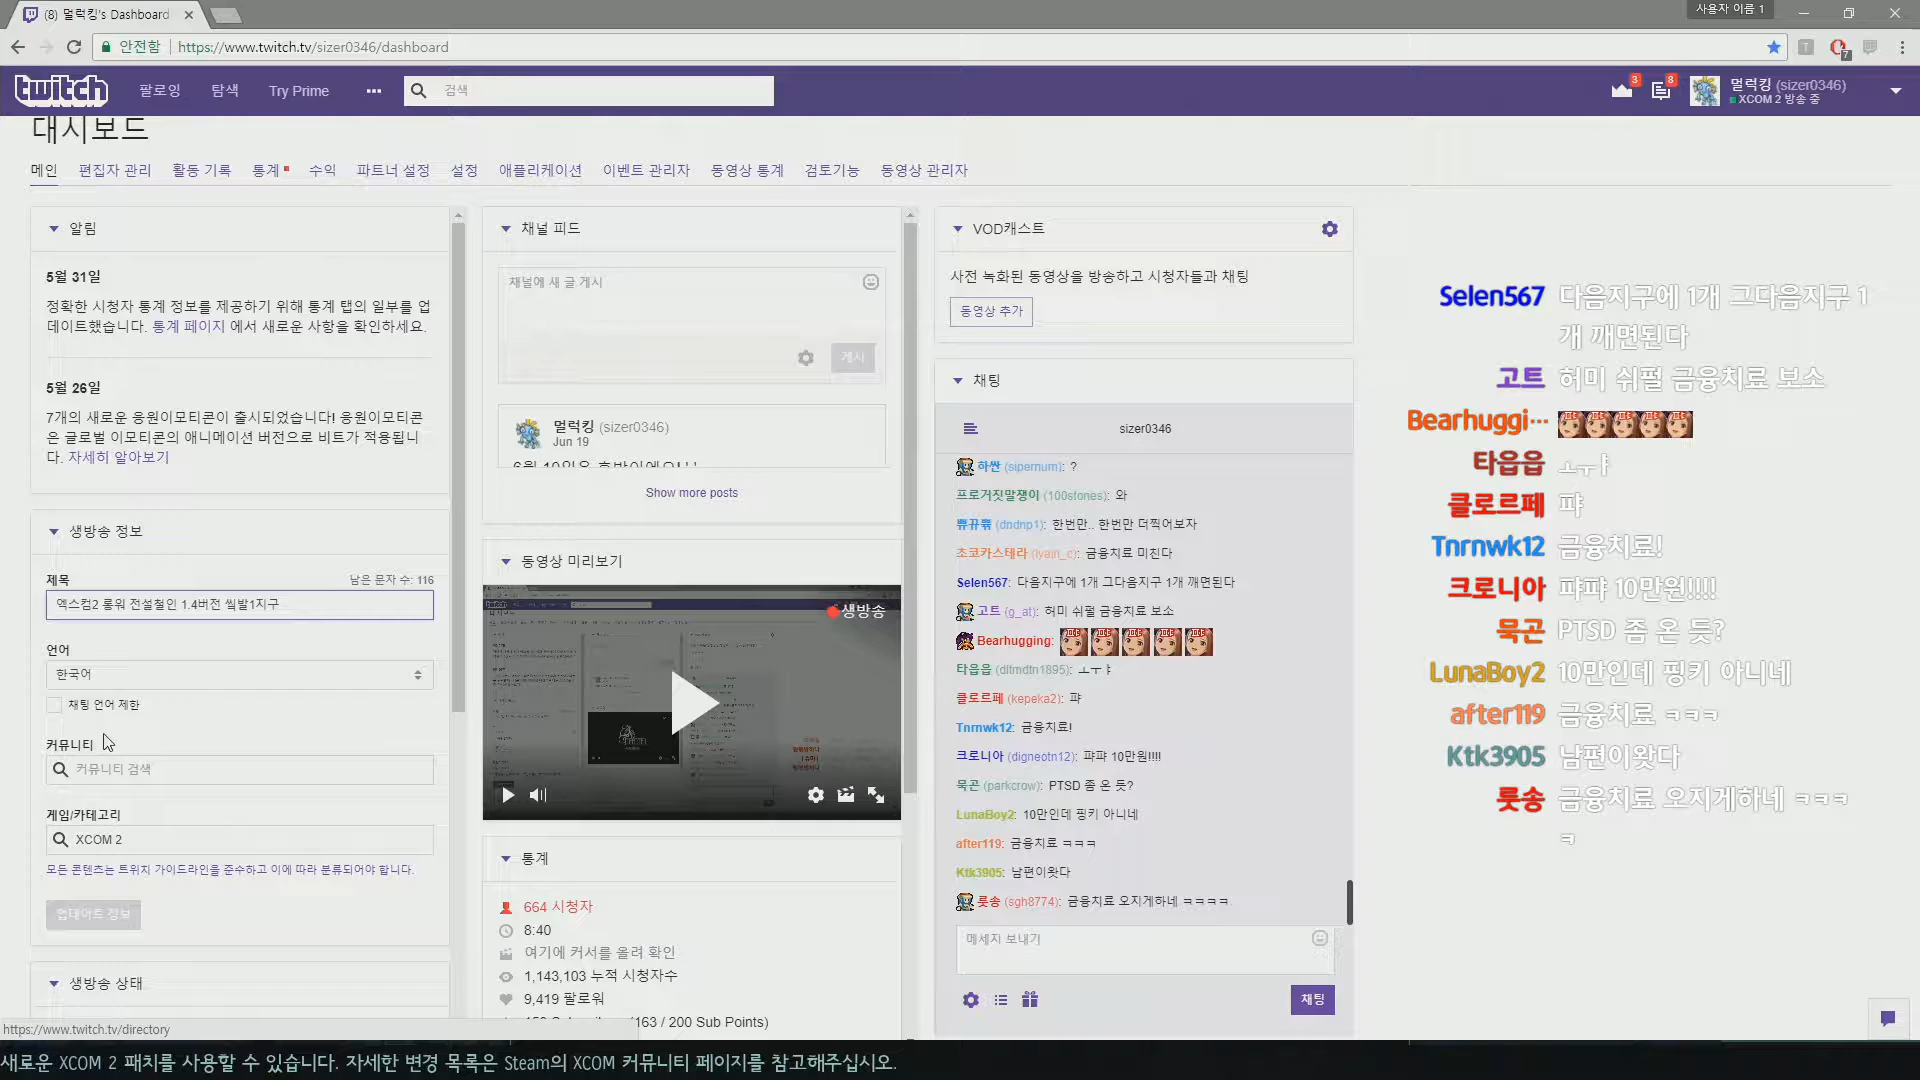 (8) 멀럭킹's Dashboard
사용자 이름 1
안전함 https://www.twitch.tv/sizer0346/dashboard
7
twitch 팔로잉 탐색 Try Prime 검색
3 8 멀럭킹 (sizer0346)
XCOM 2 방송 중
대시보드
메인 편집자 관리 활동 기록 통계 수익 파트너 설정 설정 애플리케이션 이벤트 관리자 동영상 통계 검토기능 동영상 관리자
알림
5월 31일
정확한 시청자 통계 정보를 제공하기 위해 통계 탭의 일부를 업
데이트했습니다. 통계 페이지 에서 새로운 사항을 확인하세요.
5월 26일
7개의 새로운 응원이모티콘이 출시되었습니다! 응원이모티콘
은 글로벌 이모티콘의 애니메이션 버전으로 비트가 적용됩니
다. 자세히 알아보기
생방송 정보
제목 남은 문자 수: 116
엑스컴2 롱워 전설철인 1.4버전 씹발1지구
언어
한국어
채팅 언어 제한
커뮤니티
커뮤니티 검색
게임/카테고리
XCOM 2
모든 콘텐츠는 트위치 가이드라인을 준수하고 이에 따라 분류되어야 합니다.
업데이트 정보
생방송 상태
https://www.twitch.tv/directory
채널 피드
채널에 새 글 게시
게시
멀럭킹 (sizer0346)
Jun 19
Show more posts
동영상 미리보기
생방송
통계
664 시청자
8:40
여기에 커서를 올려 확인
1,143,103 누적 시청자수
9,419 팔로워
(163 / 200 Sub Points)
VOD캐스트
사전 녹화된 동영상을 방송하고 시청자들과 채팅
동영상 추가
채팅
sizer0346
하싼 (sipernum): ?
프로거짓말쟁이 (100stones): 와
쀼뀨쀾 (dndnp1): 한번만.. 한번만 더찍어보자
초코카스테라 (lyain_c): 금융치료 미친다
Selen567: 다음지구에 1개 그다음지구 1개 깨면된다
고트 (g_at): 허미 쉬펄 금융치료 보소
Bearhugging:
타읍읍 (dltmdtn1895): ㅗㅜㅑ
클로르페 (kepeka2): 퍄
Tnrnwk12: 금융치료!
크로니아 (digneotn12): 퍄퍄 10만원!!!!
묵곤 (parkcrow): PTSD 좀 온 듯?
LunaBoy2: 10만인데 핑키 아니네
after119: 금융치료 ㅋㅋㅋ
Ktk3905: 남편이왓다
룻송 (sgh8774): 금융치료 오지게하네 ㅋㅋㅋㅋ
메세지 보내기
채팅
Selen567 다음지구에 1개 그다음지구 1
개 깨면된다
고트 허미 쉬펄 금융치료 보소
Bearhuggi…
타읍읍 ㅗㅜㅑ
클로르페 퍄
Tnrnwk12 금융치료!
크로니아 퍄퍄 10만원!!!!
묵곤 PTSD 좀 온 듯?
LunaBoy2 10만인데 핑키 아니네
after119 금융치료 ㅋㅋㅋ
Ktk3905 남편이왓다
룻송 금융치료 오지게하네 ㅋㅋㅋ
ㅋ
새로운 XCOM 2 패치를 사용할 수 있습니다. 자세한 변경 목록은 Steam의 XCOM 커뮤니티 페이지를 참고해주십시오.